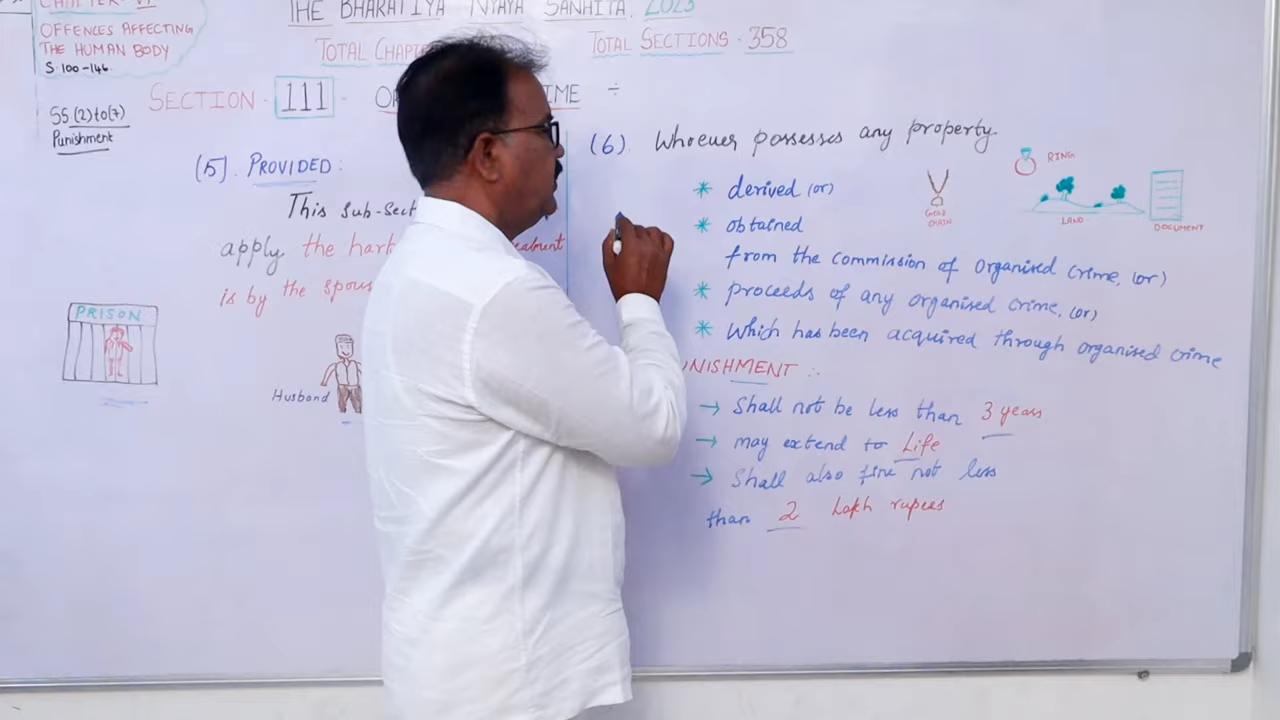 OFFENCES AFFECTING
THE HUMAN BODY
S. 100-146
THE BHARATIYA NYAYA SANHITA. 2023
TOTAL SECTIONS - 358
SS (2) to (7)
Punishment
SECTION - 111 -
(5). PROVIDED:
This Sub-Sect
apply the
is by the
PRISON
Husband
(6). Whoever possesses any property
* derived (or)
* obtained
from the commission of organised crime, (or)
* proceeds of any organised crime, (or)
* Which has been acquired through organised crime
RING
GOLD CHAIN
LAND
DOCUMENT
NISHMENT :-
→ Shall not be less than 3 years
→ may extend to Life
→ Shall also fine not less
than 2 Lakh rupees